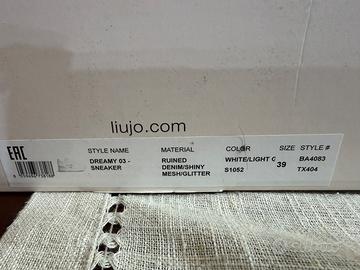 liujo.com
EAC
STYLE NAME MATERIAL COLOR SIZE STYLE #
DREAMY 03 - RUINED WHITE/LIGHT 39 BA4083
SNEAKER DENIM/SHINY S1052 TX404
MESH/GLITTER